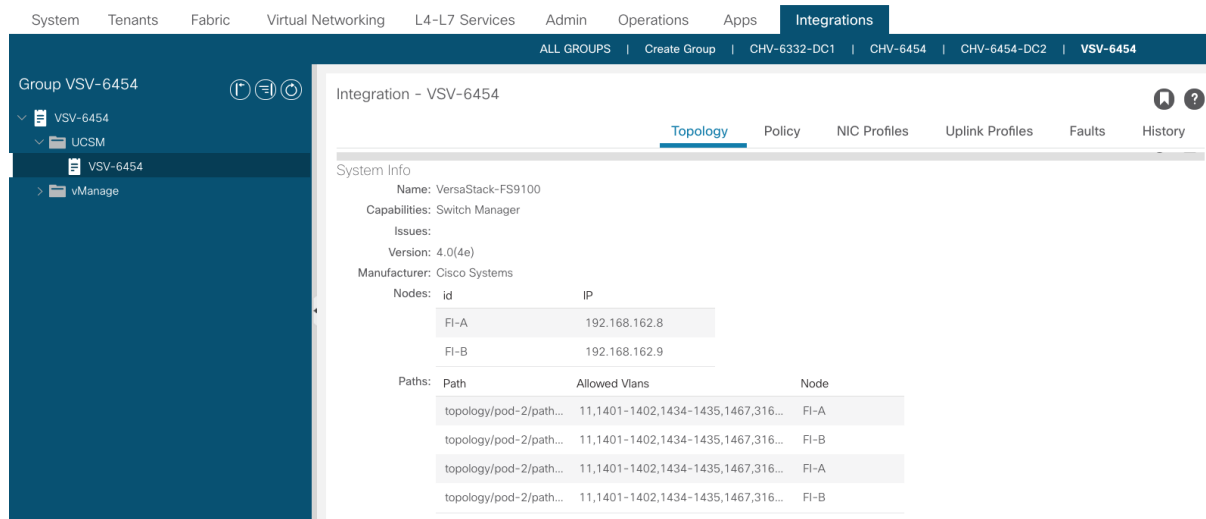 System Tenants Fabric Virtual Networking L4-L7 Services Admin Operations Apps Integrations
ALL GROUPS | Create Group | CHV-6332-DC1 | CHV-6454 | CHV-6454-DC2 | VSV-6454
Group VSV-6454
VSV-6454
UCSM
VSV-6454
vManage
Integration - VSV-6454
Topology Policy NIC Profiles Uplink Profiles Faults History
System Info
Name: VersaStack-FS9100
Capabilities: Switch Manager
Issues:
Version: 4.0(4e)
Manufacturer: Cisco Systems
Nodes: id IP
FI-A 192.168.162.8
FI-B 192.168.162.9
Paths: Path Allowed Vlans Node
topology/pod-2/path... 11,1401-1402,1434-1435,1467,316... FI-A
topology/pod-2/path... 11,1401-1402,1434-1435,1467,316... FI-B
topology/pod-2/path... 11,1401-1402,1434-1435,1467,316... FI-A
topology/pod-2/path... 11,1401-1402,1434-1435,1467,316... FI-B